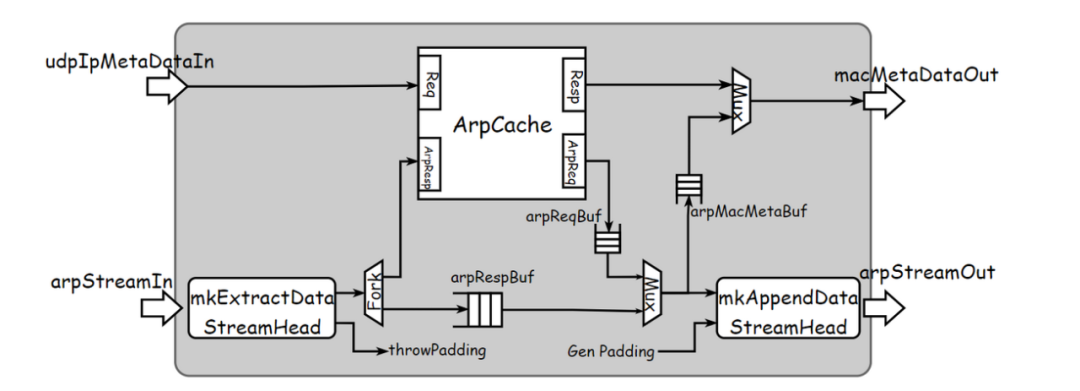 udpIpMetaDataIn
macMetaDataOut
Req
Resp
Mux
ArpCache
ArpResp
ArpReq
arpReqBuf
arpMacMetaBuf
arpStreamIn
arpRespBuf
arpStreamOut
mkExtractData
StreamHead
Fork
Mux
mkAppendData
StreamHead
throwPadding
Gen Padding